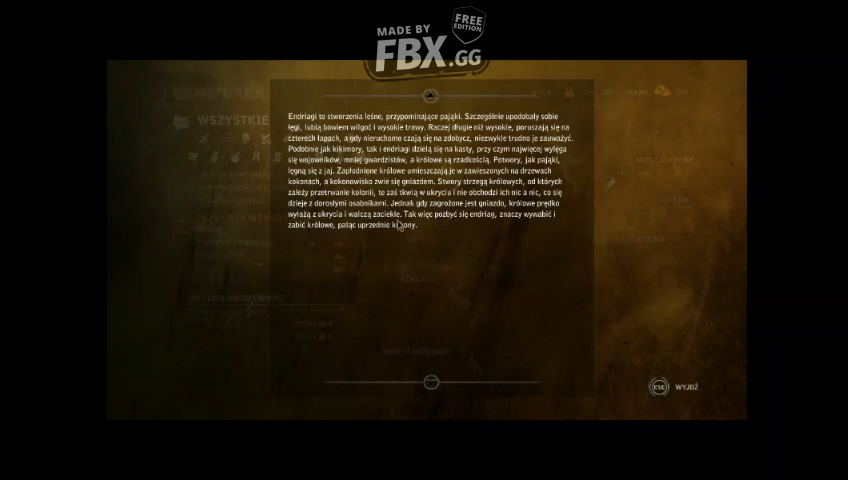 MADE BY
FREE
EDITION
FBX.GG
WSZYSTKIE
Endriagi to stworzenia leśne, przypominające pająki. Szczególnie upodobały sobie
łęgi, lubią bowiem wilgoć i wysokie trawy. Raczej długie niż wysokie, poruszają się na
czterech łapach, a gdy nieruchomo czają się na zdobycz, niezwykle trudno je zauważyć.
Podobnie jak kikimory, tak i endriagi dzielą się na kasty, przy czym najwięcej wylęga
się wojowników, mniej gwardzistów, a królowe są rzadkością. Potwory, jak pająki,
lęgną się z jaj. Zapłodnione królowe umieszczają je w zawieszonych na drzewach
kokonach, a kokonowisko zwie się gniazdem. Stwory strzegą królowych, od których
zależy przetrwanie kolonii, te zaś tkwią w ukryciu i nie obchodzi ich nic a nic, co się
dzieje z dorosłymi osobnikami. Jednak gdy zagrożone jest gniazdo, królowe prędko
wyłażą z ukrycia i walczą zaciekle. Tak więc pozbyć się endriag, znaczy wywabić i
zabić królowe, paląc uprzednio kokony.
ESC WYJDŹ